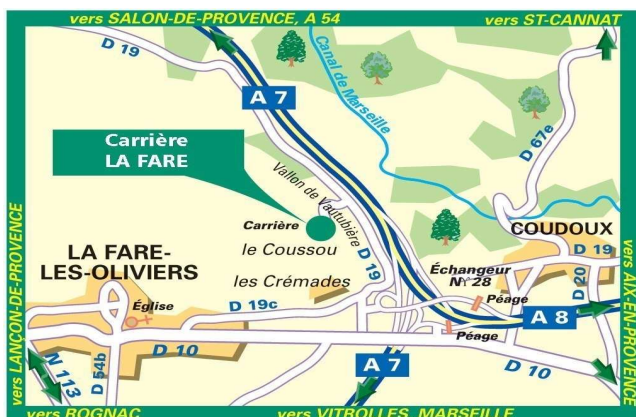 vers SALON-DE-PROVENCE, A 54
vers ST-CANNAT
D 19
A 7
Canal de Marseille
D 67e
Carrière
LA FARE
Vallon de Vautubière
Carrière
le Coussou
COUDOUX
LA FARE-
LES-OLIVIERS
D 19
D 19
les Crémades
Échangeur
N° 28
D 20
Église
D 19c
Péage
A 8
Péage
D 10
D 10
N 113
D 54b
A 7
vers LANÇON-DE-PROVENCE
vers AIX-EN-PROVENCE
vers ROGNAC
vers VITROLLES, MARSEILLE